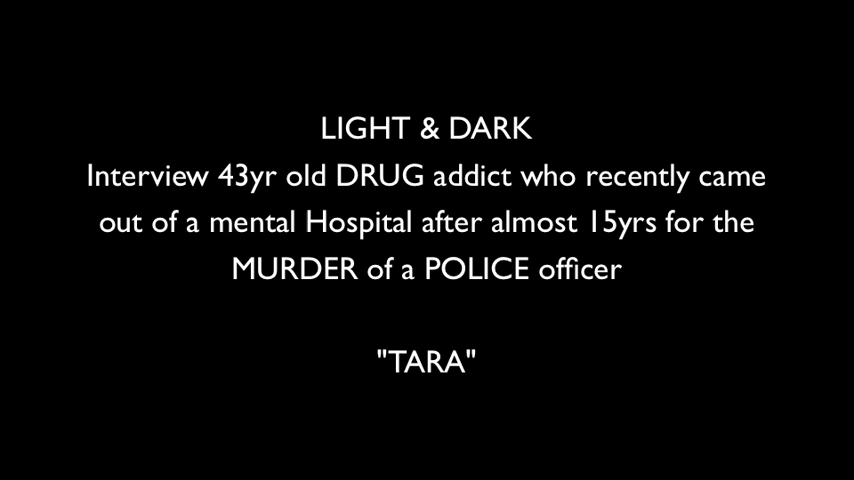 LIGHT & DARK
Interview 43yr old DRUG addict who recently came
out of a mental Hospital after almost 15yrs for the
MURDER of a POLICE officer
"TARA"